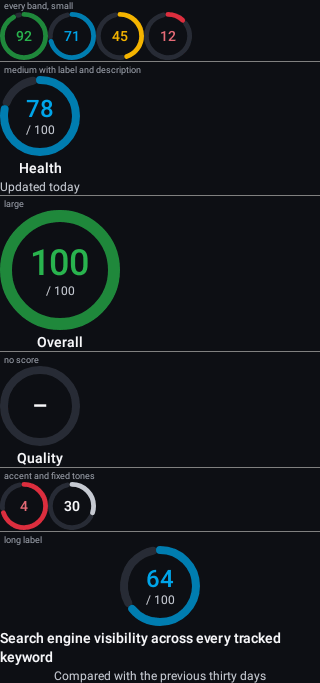 every band, small
92 71 45 12
medium with label and description
78
/ 100
Health
Updated today
large
100
/ 100
Overall
no score
–
Quality
accent and fixed tones
4 30
long label
64
/ 100
Search engine visibility across every tracked
keyword
Compared with the previous thirty days